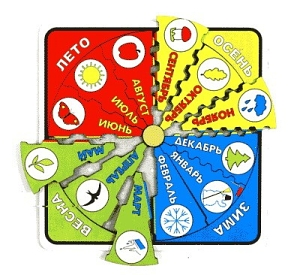 ЛЕТО
ИЮНЬ
ИЮЛЬ
АВГУСТ
ОСЕНЬ
СЕНТЯБРЬ
ОКТЯБРЬ
НОЯБРЬ
ЗИМА
ДЕКАБРЬ
ЯНВАРЬ
ФЕВРАЛЬ
ВЕСНА
МАРТ
АПРЕЛЬ
МАЙ